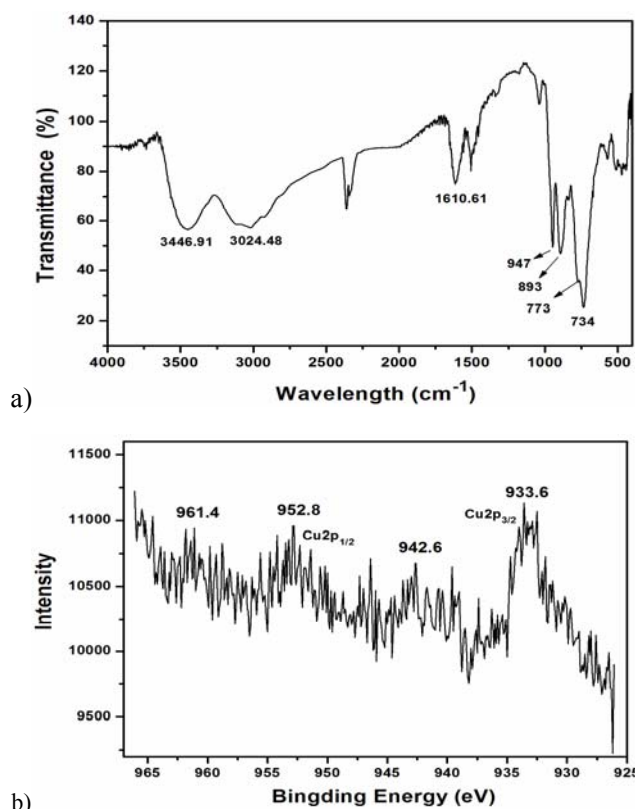 140
120
100
80
60
40
20
Transmittance (%)
3446.91
3024.48
1610.61
947
893
773
734
4000 3500 3000 2500 2000 1500 1000 500
Wavelength (cm⁻¹
a)
11500
11000
10500
10000
9500
Intensity
961.4
952.8
Cu2p1/2
942.6
933.6
Cu2p3/2
965 960 955 950 945 940 935 930 925
Bingding Energy (eV)
b)